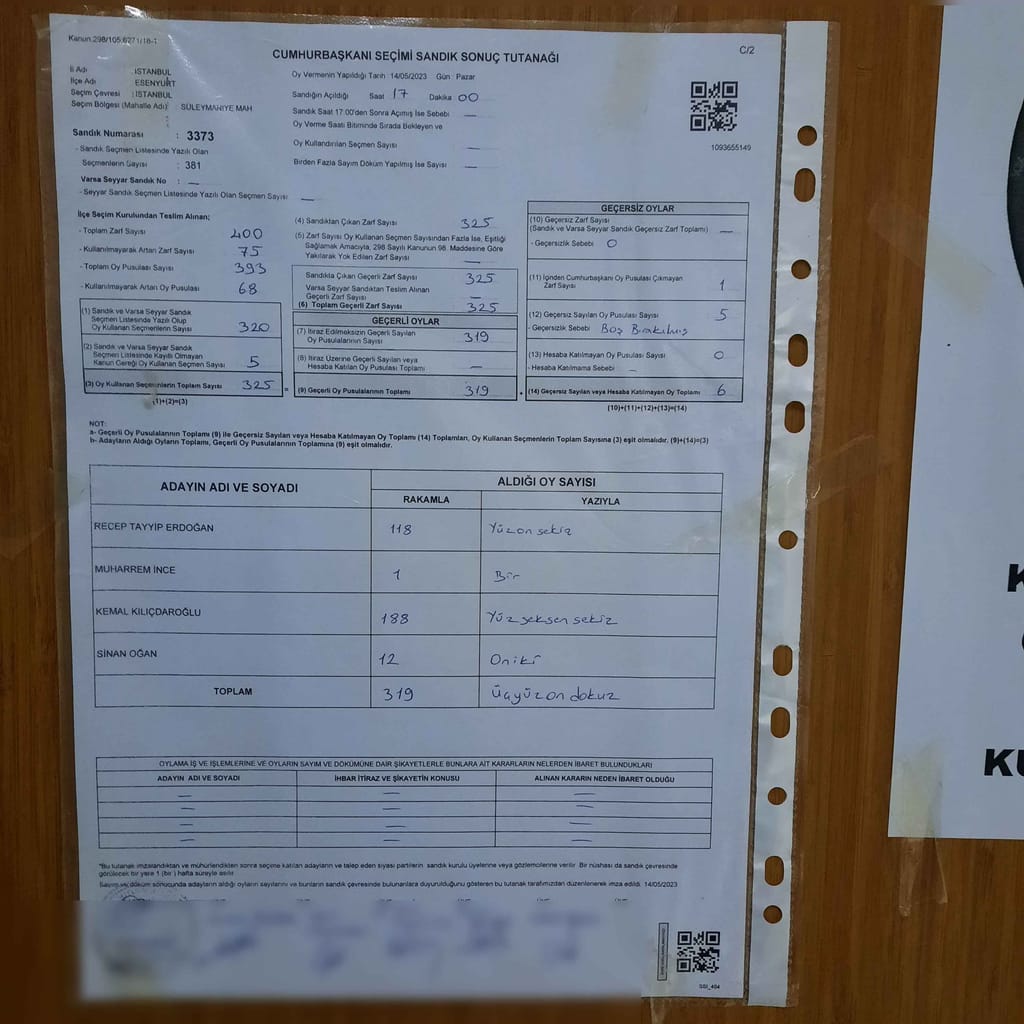 Kanun.298/105,6271/18-1
C/2
CUMHURBAŞKANI SEÇİMİ SANDIK SONUÇ TUTANAĞI
İl Adı : İSTANBUL
İlçe Adı : ESENYURT
Seçim Çevresi : İSTANBUL
Seçim Bölgesi (Mahalle Adı) : SÜLEYMANİYE MAH
Sandık Numarası : 3373
- Sandık Seçmen Listesinde Yazılı Olan
Seçmenlerin Sayısı : 381
Varsa Seyyar Sandık No : —
- Seyyar Sandık Seçmen Listesinde Yazılı Olan Seçmen Sayısı : —
Oy Vermenin Yapıldığı Tarih 14/05/2023 Gün : Pazar
Sandığın Açıldığı Saat 17 Dakika 00
Sandık Saat 17:00'den Sonra Açılmış İse Sebebi —
Oy Verme Saati Bitiminde Sırada Bekleyen ve
Oy Kullandırılan Seçmen Sayısı —
Birden Fazla Sayım Döküm Yapılmış İse Sayısı —
1093655149
İlçe Seçim Kurulundan Teslim Alınan;
- Toplam Zarf Sayısı 400
- Kullanılmayarak Artan Zarf Sayısı 75
- Toplam Oy Pusulası Sayısı 393
- Kullanılmayarak Artan Oy Pusulası 68
(1) Sandık ve Varsa Seyyar Sandık
Seçmen Listesinde Yazılı Olup
Oy Kullanan Seçmenlerin Sayısı 320
(2) Sandık ve Varsa Seyyar Sandık
Seçmen Listesinde Kayıtlı Olmayan
Kanun Gereği Oy Kullanan Seçmen Sayısı 5
(3) Oy Kullanan Seçmenlerin Toplam Sayısı 325 =
(1)+(2)=(3)
(4) Sandıktan Çıkan Zarf Sayısı 325
(5) Zarf Sayısı Oy Kullanan Seçmen Sayısından Fazla İse, Eşitliği
Sağlamak Amacıyla, 298 Sayılı Kanunun 98. Maddesine Göre
Yakılarak Yok Edilen Zarf Sayısı —
Sandıkta Çıkan Geçerli Zarf Sayısı 325
Varsa Seyyar Sandıktan Teslim Alınan
Geçerli Zarf Sayısı —
(6) Toplam Geçerli Zarf Sayısı 325
GEÇERLİ OYLAR
(7) İtiraz Edilmeksizin Geçerli Sayılan
Oy Pusulasının Sayısı 319
(8) İtiraz Üzerine Geçerli Sayılan veya
Hesaba Katılan Oy Pusulası Toplamı —
(9) Geçerli Oy Pusulalarının Toplamı 319 +
GEÇERSİZ OYLAR
(10) Geçersiz Zarf Sayısı
(Sandık ve Varsa Seyyar Sandık Geçersiz Zarf Toplamı) —
- Geçersizlik Sebebi 0
(11) İçinden Cumhurbaşkanı Oy Pusulası Çıkmayan
Zarf Sayısı 1
(12) Geçersiz Sayılan Oy Pusulası Sayısı 5
- Geçersizlik Sebebi Boş Bırakılmış
(13) Hesaba Katılmayan Oy Pusulası Sayısı 0
- Hesaba Katılmama Sebebi —
(14) Geçersiz Sayılan veya Hesaba Katılmayan Oy Toplamı 6
(10)+(11)+(12)+(13)=(14)
NOT:
a- Geçerli Oy Pusulalarının Toplamı (9) ile Geçersiz Sayılan veya Hesaba Katılmayan Oy Toplamı (14) Toplamları, Oy Kullanan Seçmenlerin Toplam Sayısına (3) eşit olmalıdır. (9)+(14)=(3)
b- Adayların Aldığı Oyların Toplamı, Geçerli Oy Pusulalarının Toplamına (9) eşit olmalıdır.
ADAYIN ADI VE SOYADI ALDIĞI OY SAYISI
RAKAMLA YAZIYLA
RECEP TAYYİP ERDOĞAN 118 Yüzon sekiz
MUHARREM İNCE 1 Bir
KEMAL KILIÇDAROĞLU 188 Yüz seksen sekiz
SİNAN OĞAN 12 Oniki
TOPLAM 319 Üçyüz on dokuz
OYLAMA İŞ VE İŞLEMLERİNE VE OYLARIN SAYIM VE DÖKÜMÜNE DAİR ŞİKAYETLERLE BUNLARA AİT KARARLARIN NELERDEN İBARET BULUNDUKLARI
ADAYIN ADI VE SOYADI İHBAR İTİRAZ VE ŞİKAYETİN KONUSU ALINAN KARARIN NEDEN İBARET OLDUĞU
— — —
— — —
— — —
— — —
*Bu tutanak imzalandıktan ve mühürlendikten sonra seçime katılan adayların ve talep eden siyasi partilerin sandık kurulu üyelerine veya gözlemcilerine verilir. Bir nüshası da sandık çevresinde
görülecek bir yere 1 (bir) hafta süreyle asılır.
Sayım ve döküm sonucunda adayların aldığı oyların sayılarını ve bunların sandık çevresinde bulunanlara duyurulduğunu gösteren bu tutanak tarafımızdan düzenlenerek imza edildi. 14/05/2023
SSI_404
K
KU